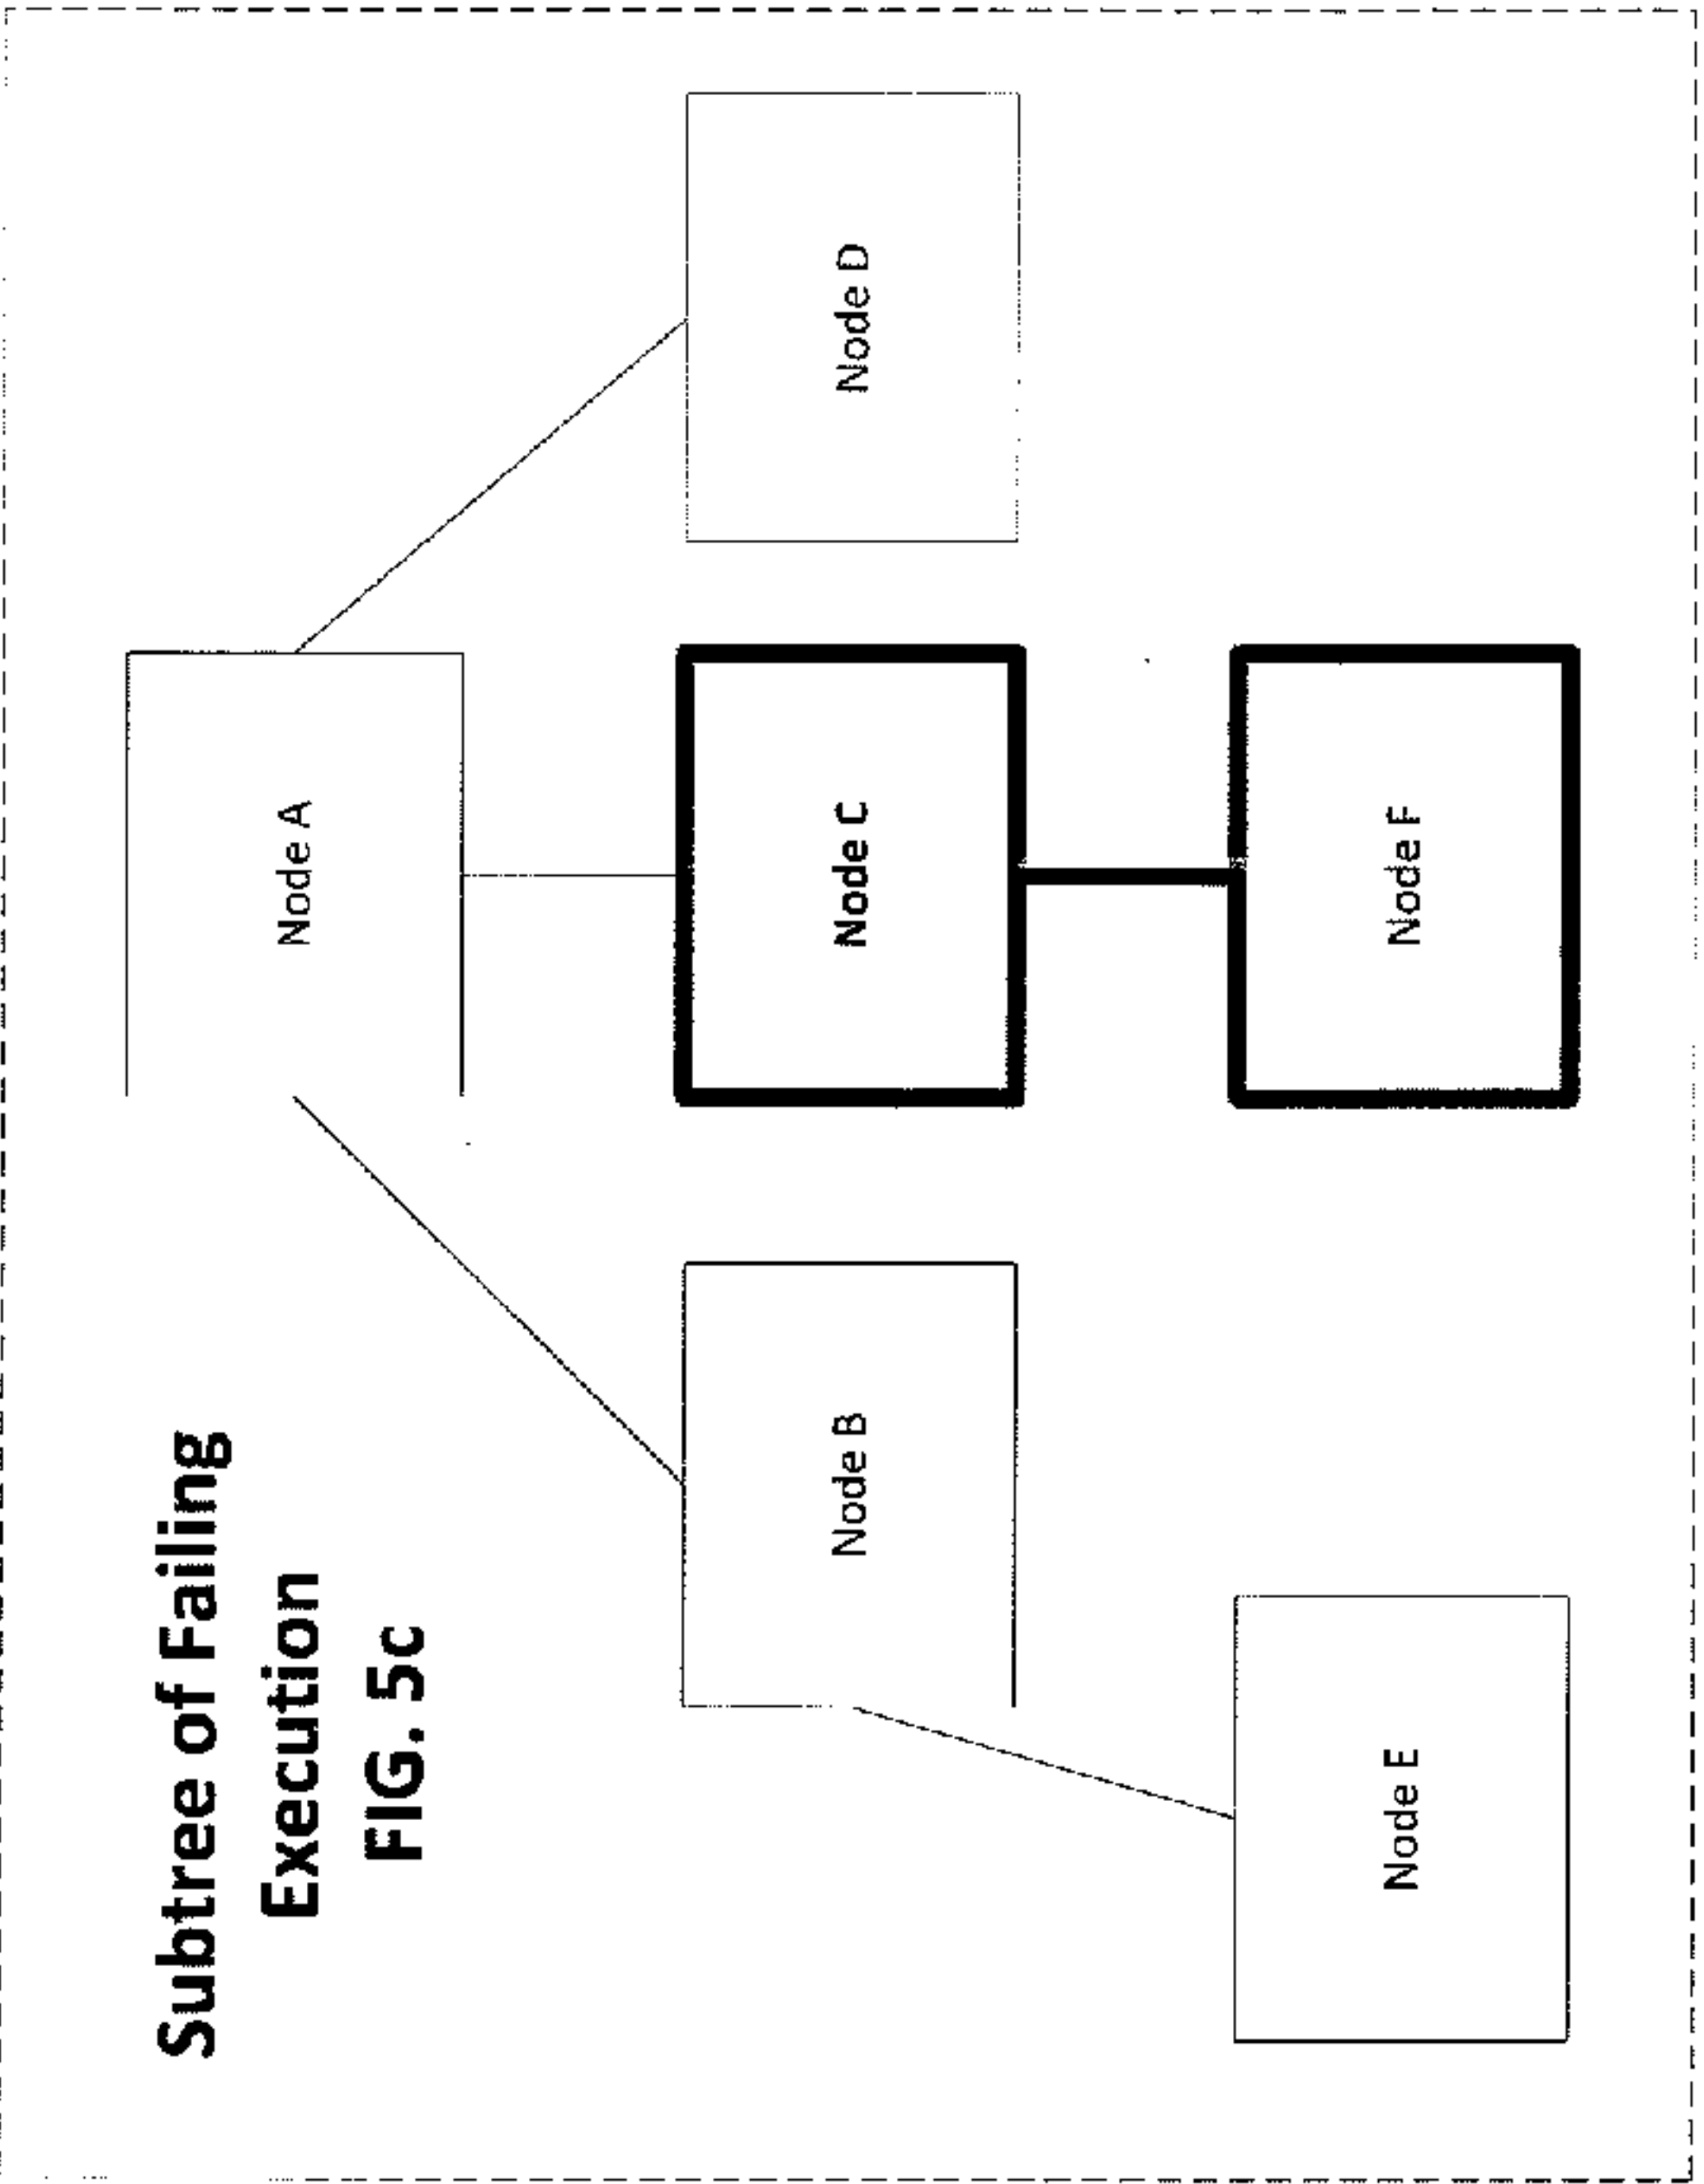 Subtree of Failing
Execution
FIG. 5c
Node A
Node B
Node C
Node D
Node E
Node F